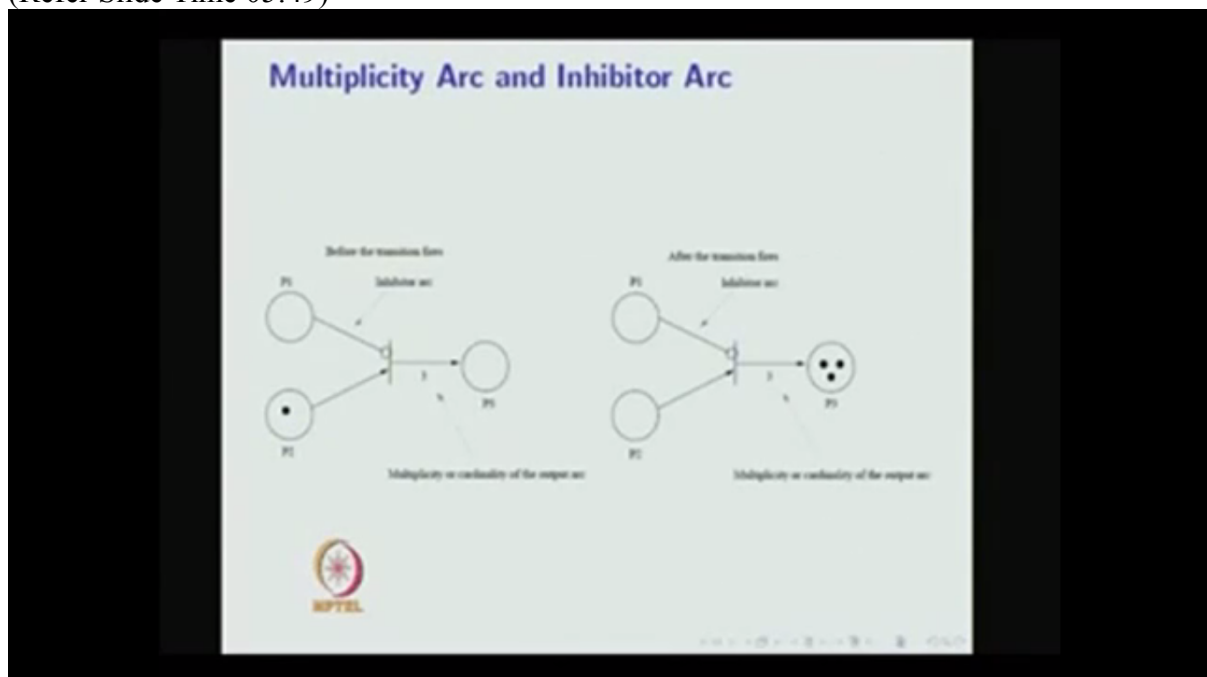 (Refer Slide Time 03:49)
Multiplicity Arc and Inhibitor Arc
Before the transition fires
After the transition fires
P1
Inhibitor arc
P1
Inhibitor arc
3
P3
3
P3
P2
P2
Multiplicity or cardinality of the output arc
Multiplicity or cardinality of the output arc
NPTEL